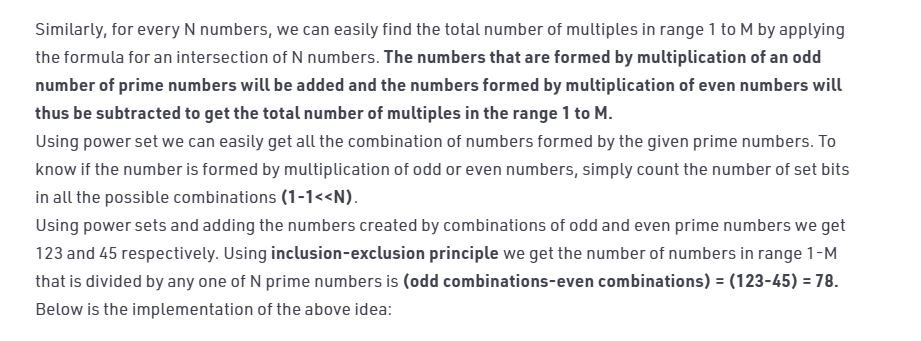 Similarly, for every N numbers, we can easily find the total number of multiples in range 1 to M by applying
the formula for an intersection of N numbers. The numbers that are formed by multiplication of an odd
number of prime numbers will be added and the numbers formed by multiplication of even numbers will
thus be subtracted to get the total number of multiples in the range 1 to M.
Using power set we can easily get all the combination of numbers formed by the given prime numbers. To
know if the number is formed by multiplication of odd or even numbers, simply count the number of set bits
in all the possible combinations (1-1<<N).
Using power sets and adding the numbers created by combinations of odd and even prime numbers we get
123 and 45 respectively. Using inclusion-exclusion principle we get the number of numbers in range 1-M
that is divided by any one of N prime numbers is (odd combinations-even combinations) = (123-45) = 78.
Below is the implementation of the above idea: